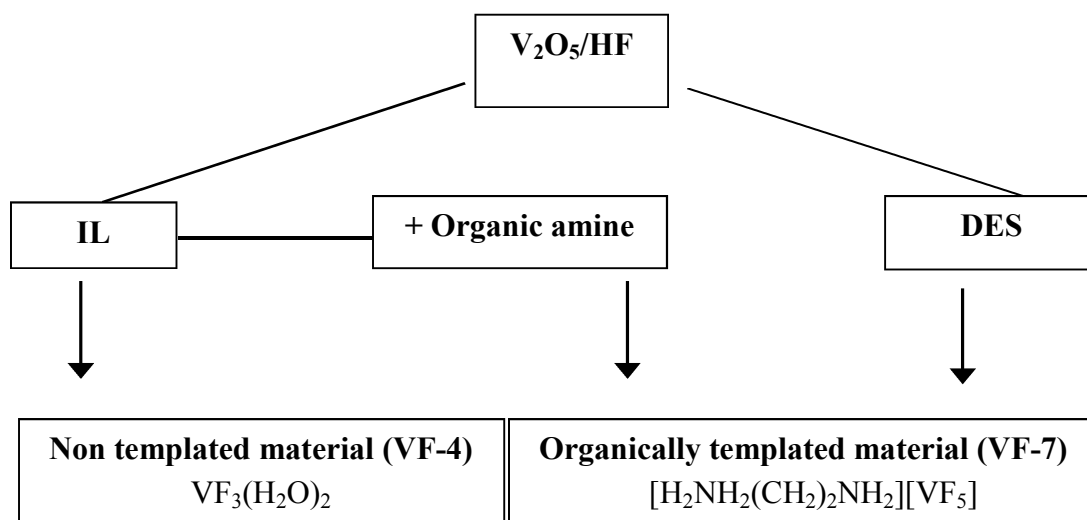 V₂O₅/HF
IL
+ Organic amine
DES
Non templated material (VF-4)
VF₃(H₂O)₂
Organically templated material (VF-7)
[H₂NH₂(CH₂)₂NH₂][VF₅]